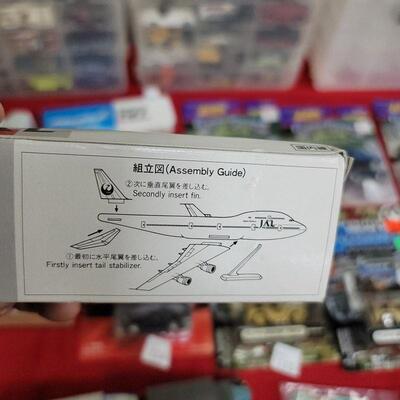 組立図(Assembly Guide)
②次に垂直尾翼を差し込む。
Secondly insert fin.
JAL
①最初に水平尾翼を差し込む。
Firstly insert tail stabilizer.